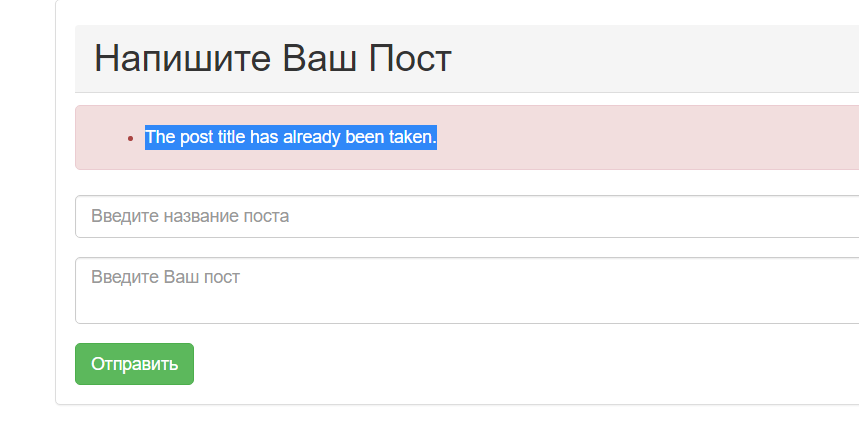 Напишите Ваш Пост
The post title has already been taken.
Введите название поста
Введите Ваш пост
Отправить